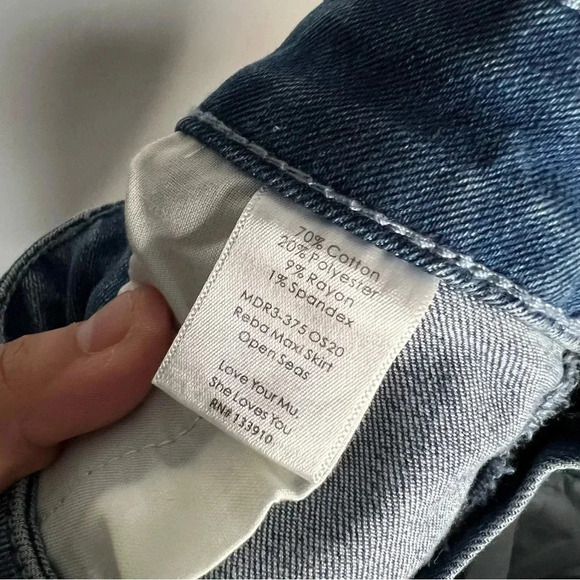 70% Cotton
20% Polyester
9% Rayon
1% Spandex
MDR3-375 OS20
Reba Maxi Skirt
Open Seas
Love Your Mu.
She Loves You
RN# 133910